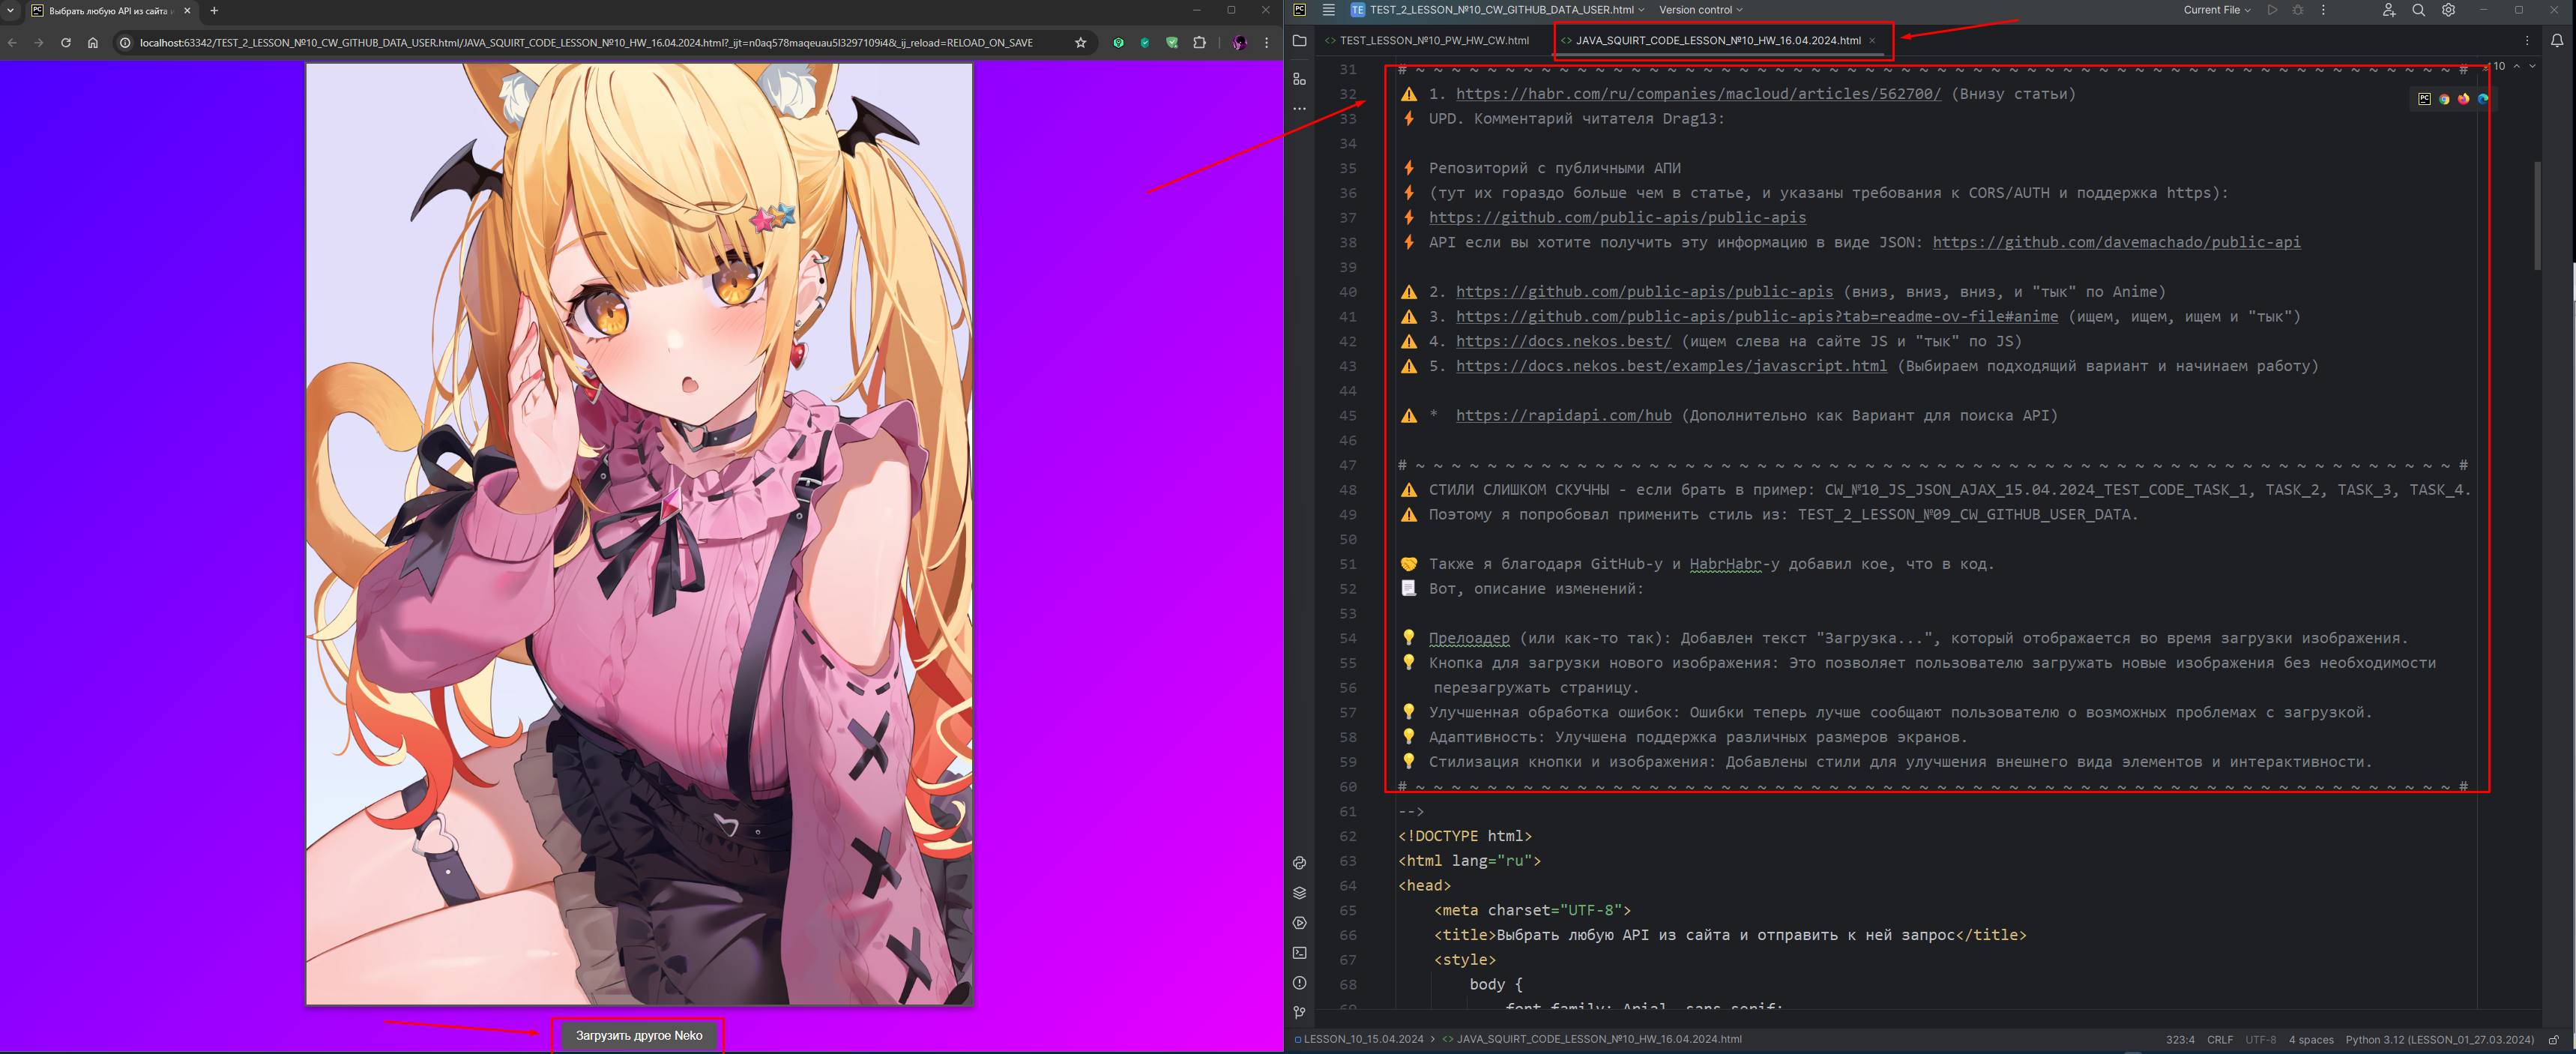 Выбрать любую API из сайта и
localhost:63342/TEST_2_LESSON_№10_CW_GITHUB_DATA_USER.html/JAVA_SQUIRT_CODE_LESSON_№10_HW_16.04.2024.html?_ijt=n0aq578maqeuau5l3297109i4&_ij_reload=RELOAD_ON_SAVE
Загрузить другое Neko
TE TEST_2_LESSON_№10_CW_GITHUB_DATA_USER.html Version control Current File
<> TEST_LESSON_№10_PW_HW_CW.html <> JAVA_SQUIRT_CODE_LESSON_№10_HW_16.04.2024.html
10
31 # ~ ~ ~ ~ ~ ~ ~ ~ ~ ~ ~ ~ ~ ~ ~ ~ ~ ~ ~ ~ ~ ~ ~ ~ ~ ~ ~ ~ ~ ~ ~ ~ ~ ~ ~ ~ ~ ~ ~ ~ ~ ~ ~ ~ ~ ~ ~ ~ ~ ~ ~ ~ ~ ~ ~ ~ ~ ~ #
32 ⚠️ 1. https://habr.com/ru/companies/macloud/articles/562700/ (Внизу статьи)
33 ⚡ UPD. Комментарий читателя Drag13:
34
35 ⚡ Репозиторий с публичными АПИ
36 ⚡ (тут их гораздо больше чем в статье, и указаны требования к CORS/AUTH и поддержка https):
37 ⚡ https://github.com/public-apis/public-apis
38 ⚡ API если вы хотите получить эту информацию в виде JSON: https://github.com/davemachado/public-api
39
40 ⚠️ 2. https://github.com/public-apis/public-apis (вниз, вниз, вниз, и "тык" по Anime)
41 ⚠️ 3. https://github.com/public-apis/public-apis?tab=readme-ov-file#anime (ищем, ищем, ищем и "тык")
42 ⚠️ 4. https://docs.nekos.best/ (ищем слева на сайте JS и "тык" по JS)
43 ⚠️ 5. https://docs.nekos.best/examples/javascript.html (Выбираем подходящий вариант и начинаем работу)
44
45 ⚠️ * https://rapidapi.com/hub (Дополнительно как Вариант для поиска API)
46
47 # ~ ~ ~ ~ ~ ~ ~ ~ ~ ~ ~ ~ ~ ~ ~ ~ ~ ~ ~ ~ ~ ~ ~ ~ ~ ~ ~ ~ ~ ~ ~ ~ ~ ~ ~ ~ ~ ~ ~ ~ ~ ~ ~ ~ ~ ~ ~ ~ ~ ~ ~ ~ ~ ~ ~ ~ ~ ~ #
48 ⚠️ СТИЛИ СЛИШКОМ СКУЧНЫ - если брать в пример: CW_№10_JS_JSON_AJAX_15.04.2024_TEST_CODE_TASK_1, TASK_2, TASK_3, TASK_4.
49 ⚠️ Поэтому я попробовал применить стиль из: TEST_2_LESSON_№09_CW_GITHUB_USER_DATA.
50
51 🤝 Также я благодаря GitHub-у и HabrHabr-у добавил кое, что в код.
52 📜 Вот, описание изменений:
53
54 💡 Прелоадер (или как-то так): Добавлен текст "Загрузка...", который отображается во время загрузки изображения.
55 💡 Кнопка для загрузки нового изображения: Это позволяет пользователю загружать новые изображения без необходимости
56 перезагружать страницу.
57 💡 Улучшенная обработка ошибок: Ошибки теперь лучше сообщают пользователю о возможных проблемах с загрузкой.
58 💡 Адаптивность: Улучшена поддержка различных размеров экранов.
59 💡 Стилизация кнопки и изображения: Добавлены стили для улучшения внешнего вида элементов и интерактивности.
60 # ~ ~ ~ ~ ~ ~ ~ ~ ~ ~ ~ ~ ~ ~ ~ ~ ~ ~ ~ ~ ~ ~ ~ ~ ~ ~ ~ ~ ~ ~ ~ ~ ~ ~ ~ ~ ~ ~ ~ ~ ~ ~ ~ ~ ~ ~ ~ ~ ~ ~ ~ ~ ~ ~ ~ ~ ~ ~ #
61 -->
62 <!DOCTYPE html>
63 <html lang="ru">
64 <head>
65 <meta charset="UTF-8">
66 <title>Выбрать любую API из сайта и отправить к ней запрос</title>
67 <style>
68 body {
69 font-family: Arial, sans-serif;
LESSON_10_15.04.2024 > <> JAVA_SQUIRT_CODE_LESSON_№10_HW_16.04.2024.html 323:4 CRLF UTF-8 4 spaces Python 3.12 (LESSON_01_27.03.2024)